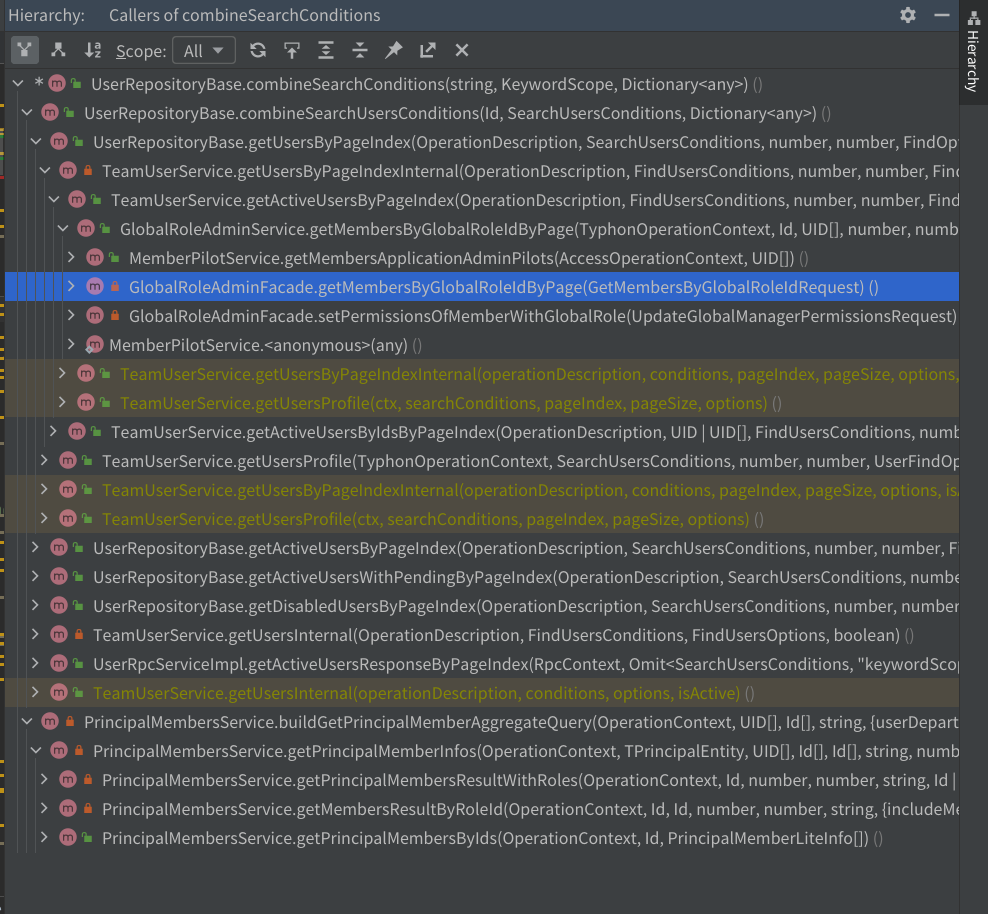 Hierarchy: Callers of combineSearchConditions
Scope: All
* UserRepositoryBase.combineSearchConditions(string, KeywordScope, Dictionary<any>) ()
UserRepositoryBase.combineSearchUsersConditions(Id, SearchUsersConditions, Dictionary<any>) ()
UserRepositoryBase.getUsersByPageIndex(OperationDescription, SearchUsersConditions, number, number, FindOp
TeamUserService.getUsersByPageIndexInternal(OperationDescription, FindUsersConditions, number, number, Finc
TeamUserService.getActiveUsersByPageIndex(OperationDescription, FindUsersConditions, number, number, Find
GlobalRoleAdminService.getMembersByGlobalRoleIdByPage(TyphonOperationContext, Id, UID[], number, numb
MemberPilotService.getMembersApplicationAdminPilots(AccessOperationContext, UID[]) ()
GlobalRoleAdminFacade.getMembersByGlobalRoleIdByPage(GetMembersByGlobalRoleIdRequest) ()
GlobalRoleAdminFacade.setPermissionsOfMemberWithGlobalRole(UpdateGlobalManagerPermissionsRequest)
MemberPilotService.<anonymous>(any) ()
TeamUserService.getUsersByPageIndexInternal(operationDescription, conditions, pageIndex, pageSize, options,
TeamUserService.getUsersProfile(ctx, searchConditions, pageIndex, pageSize, options) ()
TeamUserService.getActiveUsersByIdsByPageIndex(OperationDescription, UID | UID[], FindUsersConditions, numb
TeamUserService.getUsersProfile(TyphonOperationContext, SearchUsersConditions, number, number, UserFindOp
TeamUserService.getUsersByPageIndexInternal(operationDescription, conditions, pageIndex, pageSize, options, is
TeamUserService.getUsersProfile(ctx, searchConditions, pageIndex, pageSize, options) ()
UserRepositoryBase.getActiveUsersByPageIndex(OperationDescription, SearchUsersConditions, number, number, Fi
UserRepositoryBase.getActiveUsersWithPendingByPageIndex(OperationDescription, SearchUsersConditions, numbe
UserRepositoryBase.getDisabledUsersByPageIndex(OperationDescription, SearchUsersConditions, number, number
TeamUserService.getUsersInternal(OperationDescription, FindUsersConditions, FindUsersOptions, boolean) ()
UserRpcServiceImpl.getActiveUsersResponseByPageIndex(RpcContext, Omit<SearchUsersConditions, "keywordScop
TeamUserService.getUsersInternal(operationDescription, conditions, options, isActive) ()
PrincipalMembersService.buildGetPrincipalMemberAggregateQuery(OperationContext, UID[], Id[], string, {userDepart
PrincipalMembersService.getPrincipalMemberInfos(OperationContext, TPrincipalEntity, UID[], Id[], Id[], string, numb
PrincipalMembersService.getPrincipalMembersResultWithRoles(OperationContext, Id, number, number, string, Id |
PrincipalMembersService.getMembersResultByRoleId(OperationContext, Id, Id, number, number, string, {includeMe
PrincipalMembersService.getPrincipalMembersByIds(OperationContext, Id, PrincipalMemberLiteInfo[]) ()
Hierarchy